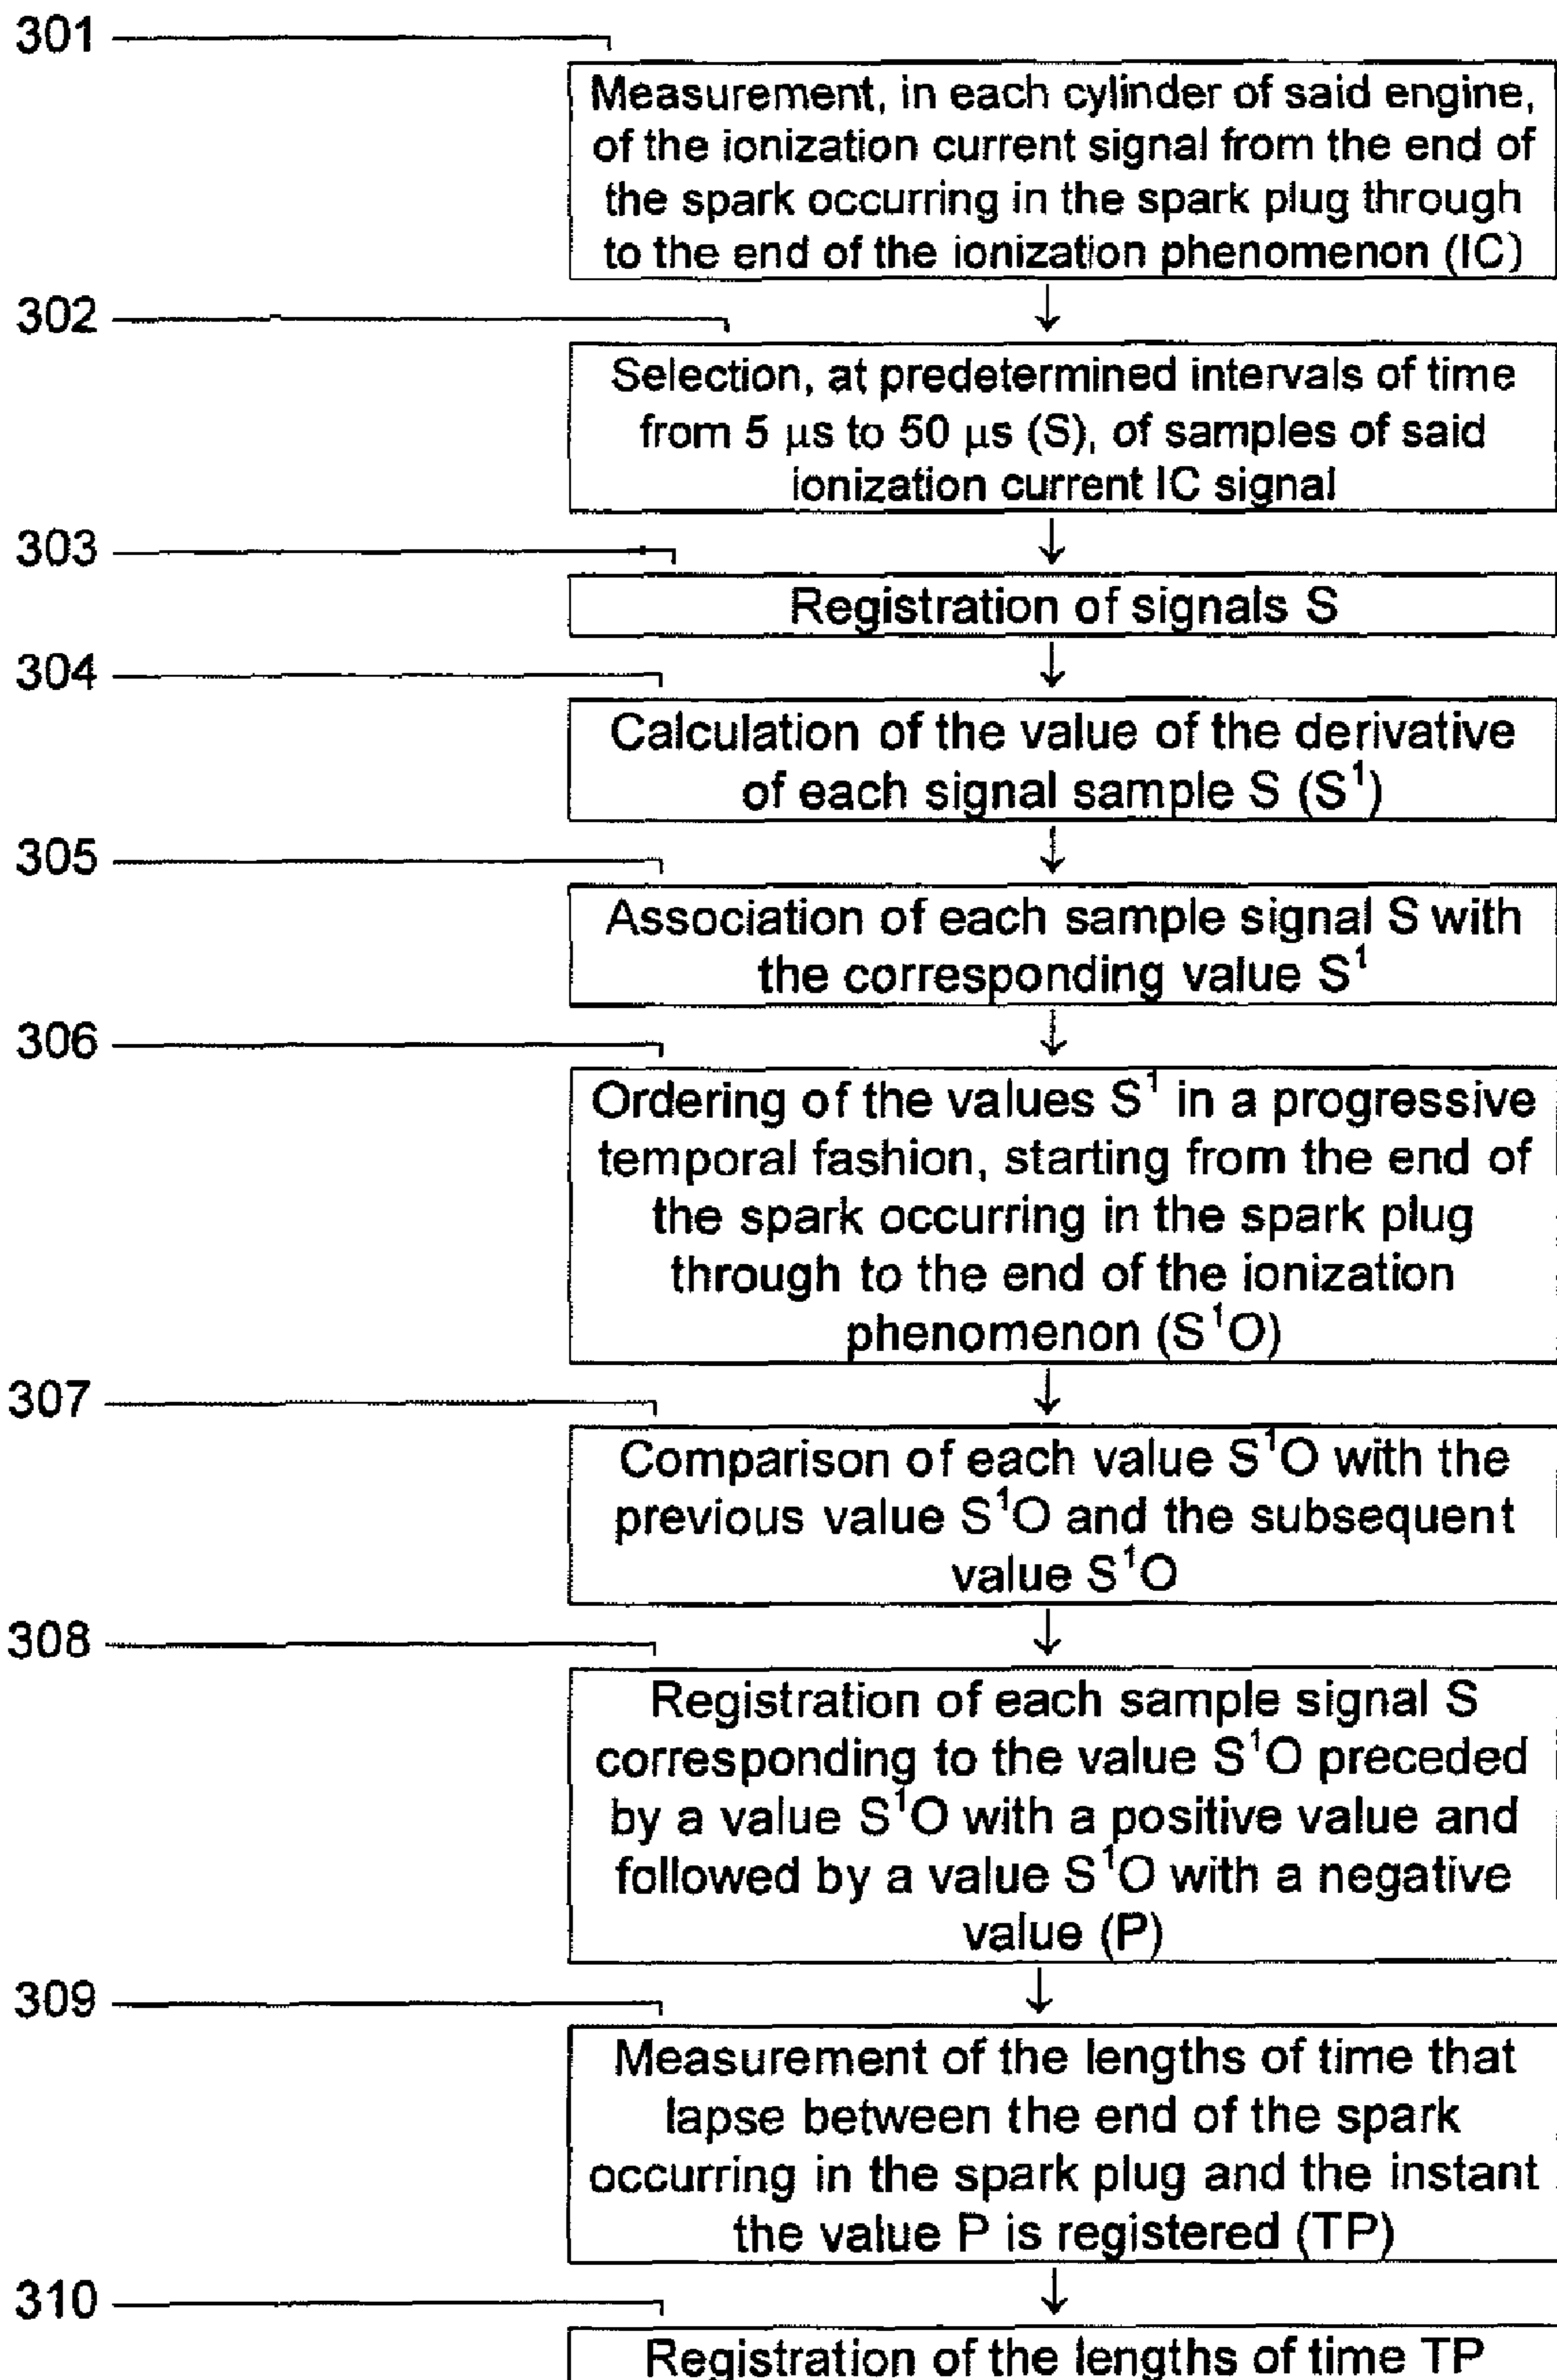 301
Measurement, in each cylinder of said engine,
of the ionization current signal from the end of
the spark occurring in the spark plug through
to the end of the ionization phenomenon (IC)
302
Selection, at predetermined intervals of time
from 5 µs to 50 µs (S), of samples of said
ionization current IC signal
303
Registration of signals S
304
Calculation of the value of the derivative
of each signal sample S (S¹)
305
Association of each sample signal S with
the corresponding value S¹
306
Ordering of the values S¹ in a progressive
temporal fashion, starting from the end of
the spark occurring in the spark plug
through to the end of the ionization
phenomenon (S¹O)
307
Comparison of each value S¹O with the
previous value S¹O and the subsequent
value S¹O
308
Registration of each sample signal S
corresponding to the value S¹O preceded
by a value S¹O with a positive value and
followed by a value S¹O with a negative
value (P)
309
Measurement of the lengths of time that
lapse between the end of the spark
occurring in the spark plug and the instant
the value P is registered (TP)
310
Registration of the lengths of time TP